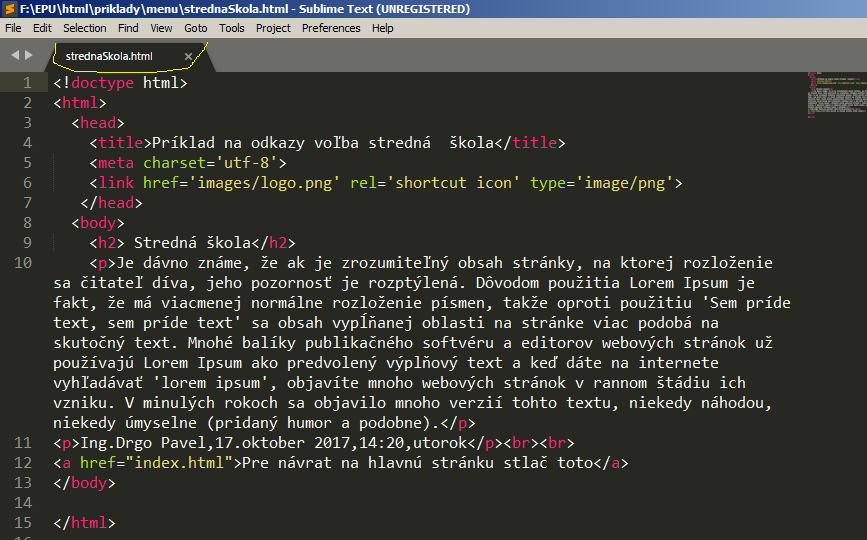 F:\EPU\html\priklady\menu\strednaSkola.html - Sublime Text (UNREGISTERED)
File Edit Selection Find View Goto Tools Project Preferences Help
strednaSkola.html ×
1 <!doctype html>
2 <html>
3 <head>
4 <title>Príklad na odkazy voľba stredná  škola</title>
5 <meta charset='utf-8'>
6 <link href='images/logo.png' rel='shortcut icon' type='image/png'>
7 </head>
8 <body>
9 <h2> Stredná škola</h2>
10 <p>Je dávno známe, že ak je zrozumiteľný obsah stránky, na ktorej rozloženie
sa čitateľ díva, jeho pozornosť je rozptýlená. Dôvodom použitia Lorem Ipsum je
fakt, že má viacmenej normálne rozloženie písmen, takže oproti použitiu 'Sem príde
text, sem príde text' sa obsah vypĺňanej oblasti na stránke viac podobá na
skutočný text. Mnohé balíky publikačného softvéru a editorov webových stránok už
používajú Lorem Ipsum ako predvolený výplňový text a keď dáte na internete
vyhľadávať 'lorem ipsum', objavíte mnoho webových stránok v rannom štádiu ich
vzniku. V minulých rokoch sa objavilo mnoho verzií tohto textu, niekedy náhodou,
niekedy úmyselne (pridaný humor a podobne).</p>
11 <p>Ing.Drgo Pavel,17.oktober 2017,14:20,utorok</p><br><br>
12 <a href="index.html">Pre návrat na hlavnú stránku stlač toto</a>
13 </body>
14
15 </html>